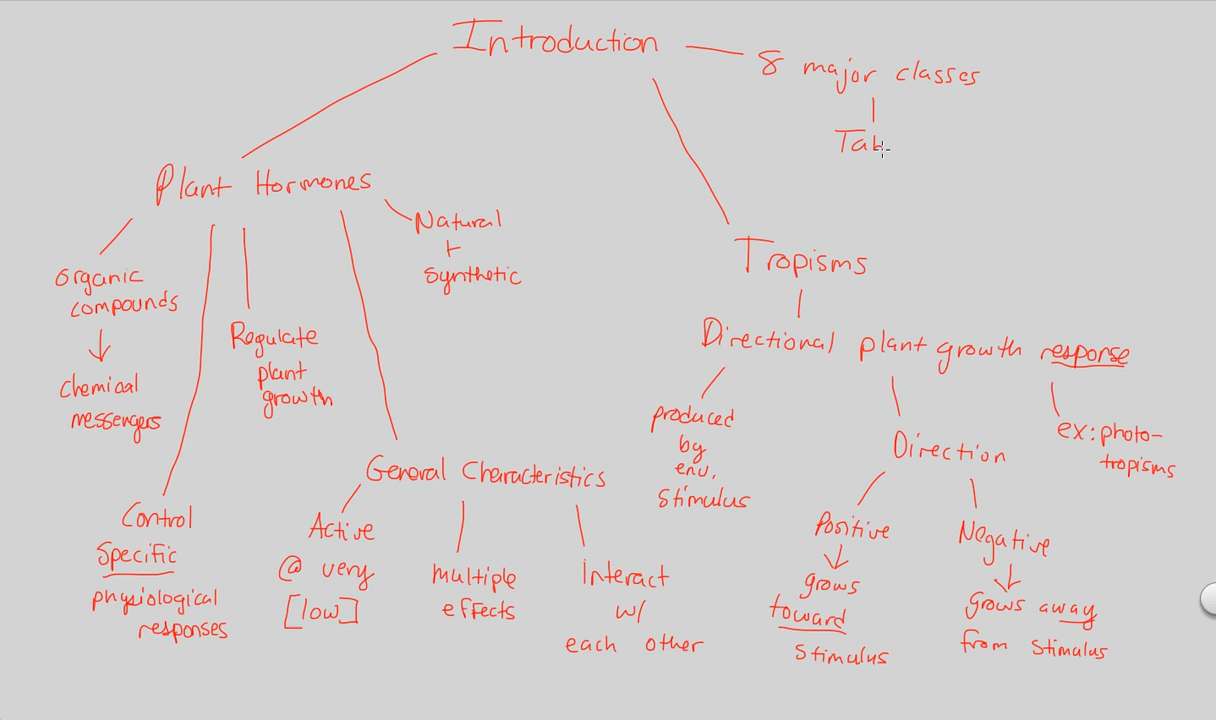 Introduction
8 major classes
Tab
Plant Hormones
Natural
+
Synthetic
Organic
compounds
Chemical
messengers
Regulate
plant
growth
Control
Specific
physiological
responses
General Characteristics
Active
@ very
[low]
multiple
effects
Interact
w/
each other
Tropisms
Directional plant growth response
produced
by
env.
Stimulus
Direction
ex: photo-
tropisms
Positive
grows
toward
Stimulus
Negative
Grows away
from Stimulus